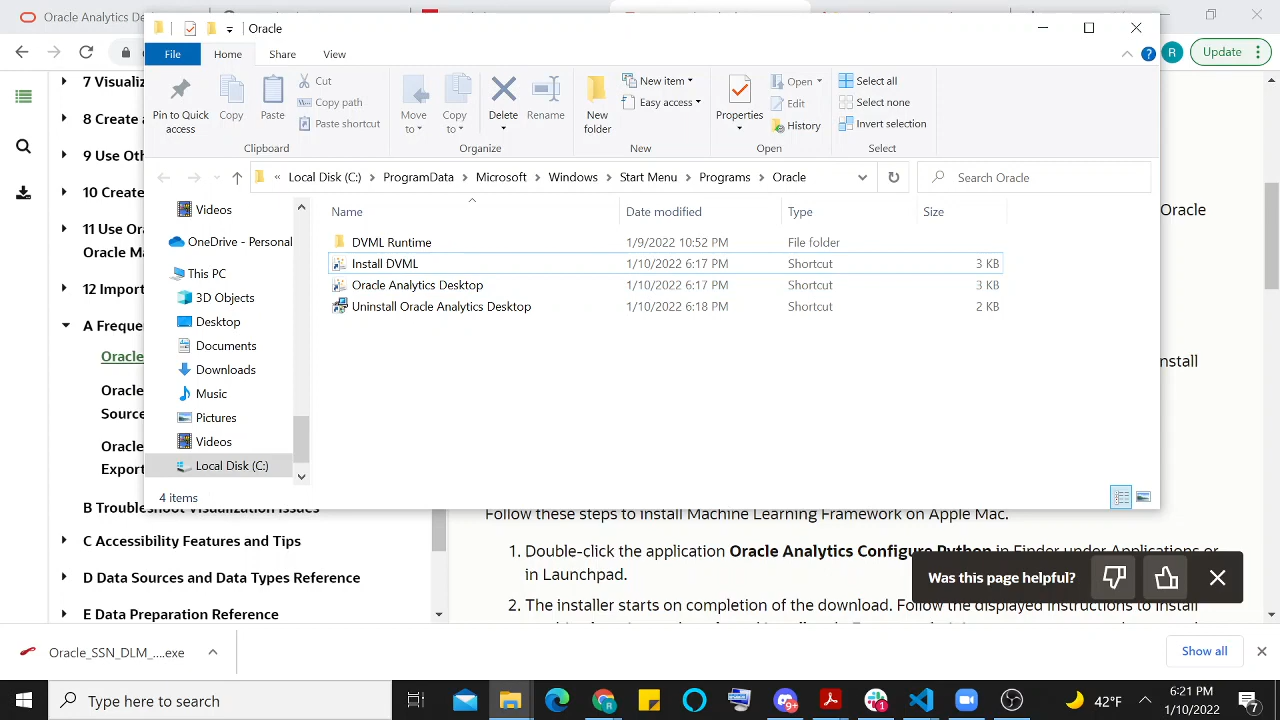 Oracle Analytics De
Oracle
File
Home
Share
View
R
Update
Pin to Quick access
Copy
Paste
Cut
Copy path
Paste shortcut
Clipboard
Move to
Copy to
Delete
Rename
Organize
New folder
New item
Easy access
New
Properties
Open
Edit
History
Open
Select all
Select none
Invert selection
Select
« Local Disk (C:) > ProgramData > Microsoft > Windows > Start Menu > Programs > Oracle
Search Oracle
Name Date modified Type Size
DVML Runtime 1/9/2022 10:52 PM File folder
Install DVML 1/10/2022 6:17 PM Shortcut 3 KB
Oracle Analytics Desktop 1/10/2022 6:17 PM Shortcut 3 KB
Uninstall Oracle Analytics Desktop 1/10/2022 6:18 PM Shortcut 2 KB
Videos
OneDrive - Personal
This PC
3D Objects
Desktop
Documents
Downloads
Music
Pictures
Videos
Local Disk (C:)
4 items
7 Visualiz
8 Create a
9 Use Oth
10 Create
11 Use Ora
Oracle Ma
12 Import
A Freque
Oracle
Oracle
Source
Oracle
Export
B Troubleshoot Visualization Issues
C Accessibility Features and Tips
D Data Sources and Data Types Reference
E Data Preparation Reference
Oracle
nstall
Follow these steps to install Machine Learning Framework on Apple Mac.
1. Double-click the application Oracle Analytics Configure Python in Finder under Applications or
in Launchpad.
2. The installer starts on completion of the download. Follow the displayed instructions to install
Was this page helpful?
Oracle_SSN_DLM_....exe
Show all
Type here to search
9+
1
42°F
6:21 PM
1/10/2022
7